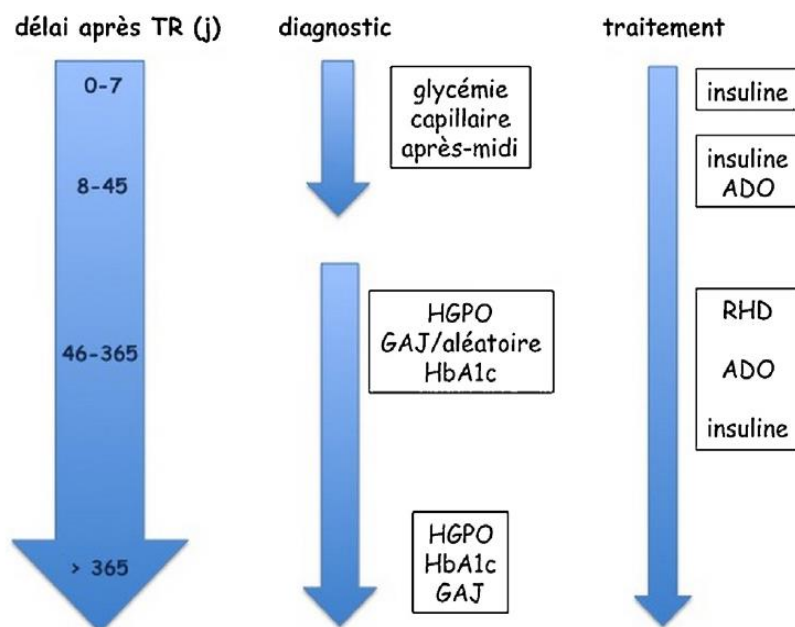 délai après TR (j)
diagnostic
traitement
0-7
8-45
46-365
> 365
glycémie
capillaire
après-midi
HGPO
GAJ/aléatoire
HbA1c
HGPO
HbA1c
GAJ
insuline
insuline
ADO
RHD
ADO
insuline